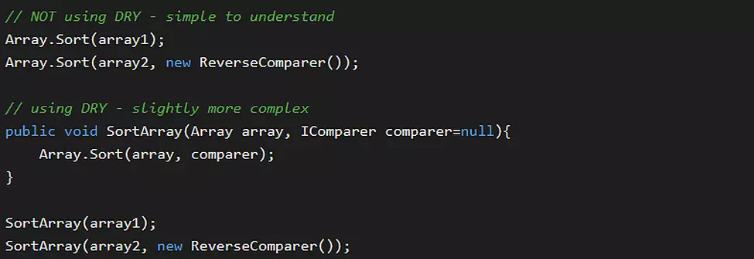 // NOT using DRY - simple to understand
Array.Sort(array1);
Array.Sort(array2, new ReverseComparer());
// using DRY - slightly more complex
public void SortArray(Array array, IComparer comparer=null){
Array.Sort(array, comparer);
}
SortArray(array1);
SortArray(array2, new ReverseComparer());